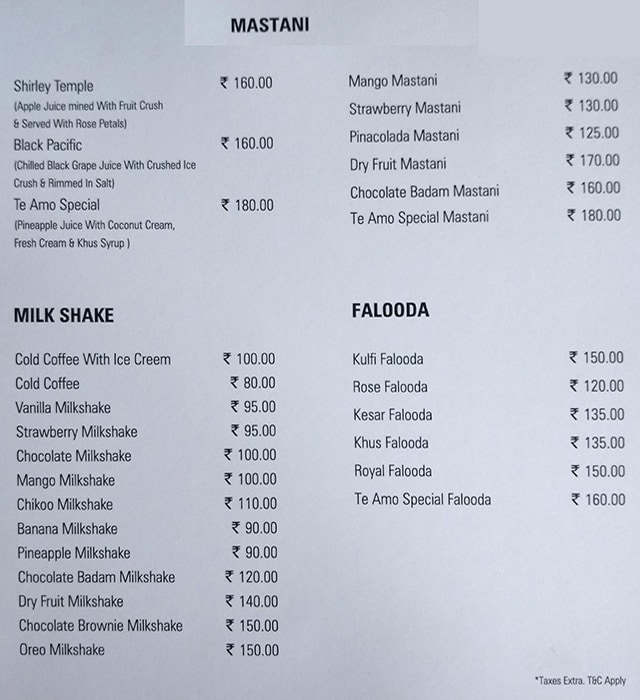 MASTANI
Shirley Temple ₹ 160.00
(Apple Juice mined With Fruit Crush
& Served With Rose Petals)
Black Pacific ₹ 160.00
(Chilled Black Grape Juice With Crushed Ice
Crush & Rimmed In Salt)
Te Amo Special ₹ 180.00
(Pineapple Juice With Coconut Cream,
Fresh Cream & Khus Syrup )
Mango Mastani ₹ 130.00
Strawberry Mastani ₹ 130.00
Pinacolada Mastani ₹ 125.00
Dry Fruit Mastani ₹ 170.00
Chocolate Badam Mastani ₹ 160.00
Te Amo Special Mastani ₹ 180.00
MILK SHAKE
Cold Coffee With Ice Creem ₹ 100.00
Cold Coffee ₹ 80.00
Vanilla Milkshake ₹ 95.00
Strawberry Milkshake ₹ 95.00
Chocolate Milkshake ₹ 100.00
Mango Milkshake ₹ 100.00
Chikoo Milkshake ₹ 110.00
Banana Milkshake ₹ 90.00
Pineapple Milkshake ₹ 90.00
Chocolate Badam Milkshake ₹ 120.00
Dry Fruit Milkshake ₹ 140.00
Chocolate Brownie Milkshake ₹ 150.00
Oreo Milkshake ₹ 150.00
FALOODA
Kulfi Falooda ₹ 150.00
Rose Falooda ₹ 120.00
Kesar Falooda ₹ 135.00
Khus Falooda ₹ 135.00
Royal Falooda ₹ 150.00
Te Amo Special Falooda ₹ 160.00
*Taxes Extra. T&C Apply